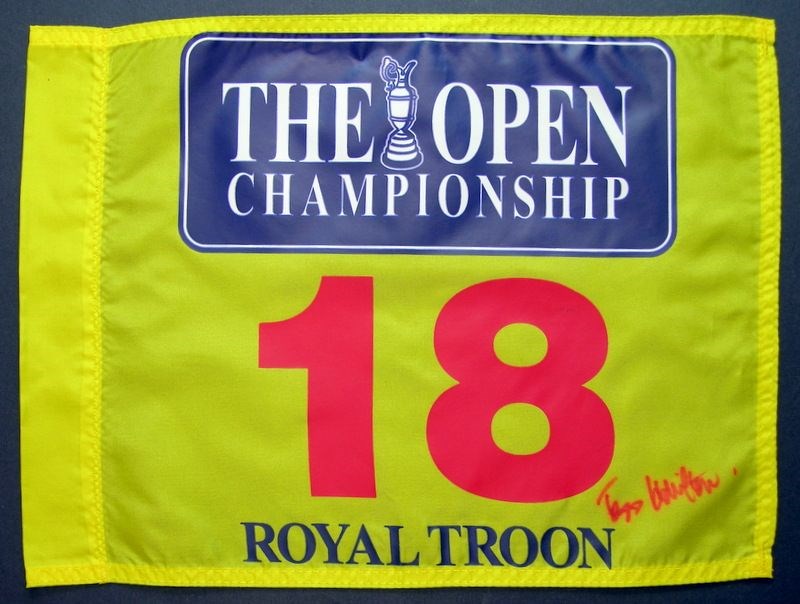 THE OPEN
CHAMPIONSHIP
18
ROYAL TROON